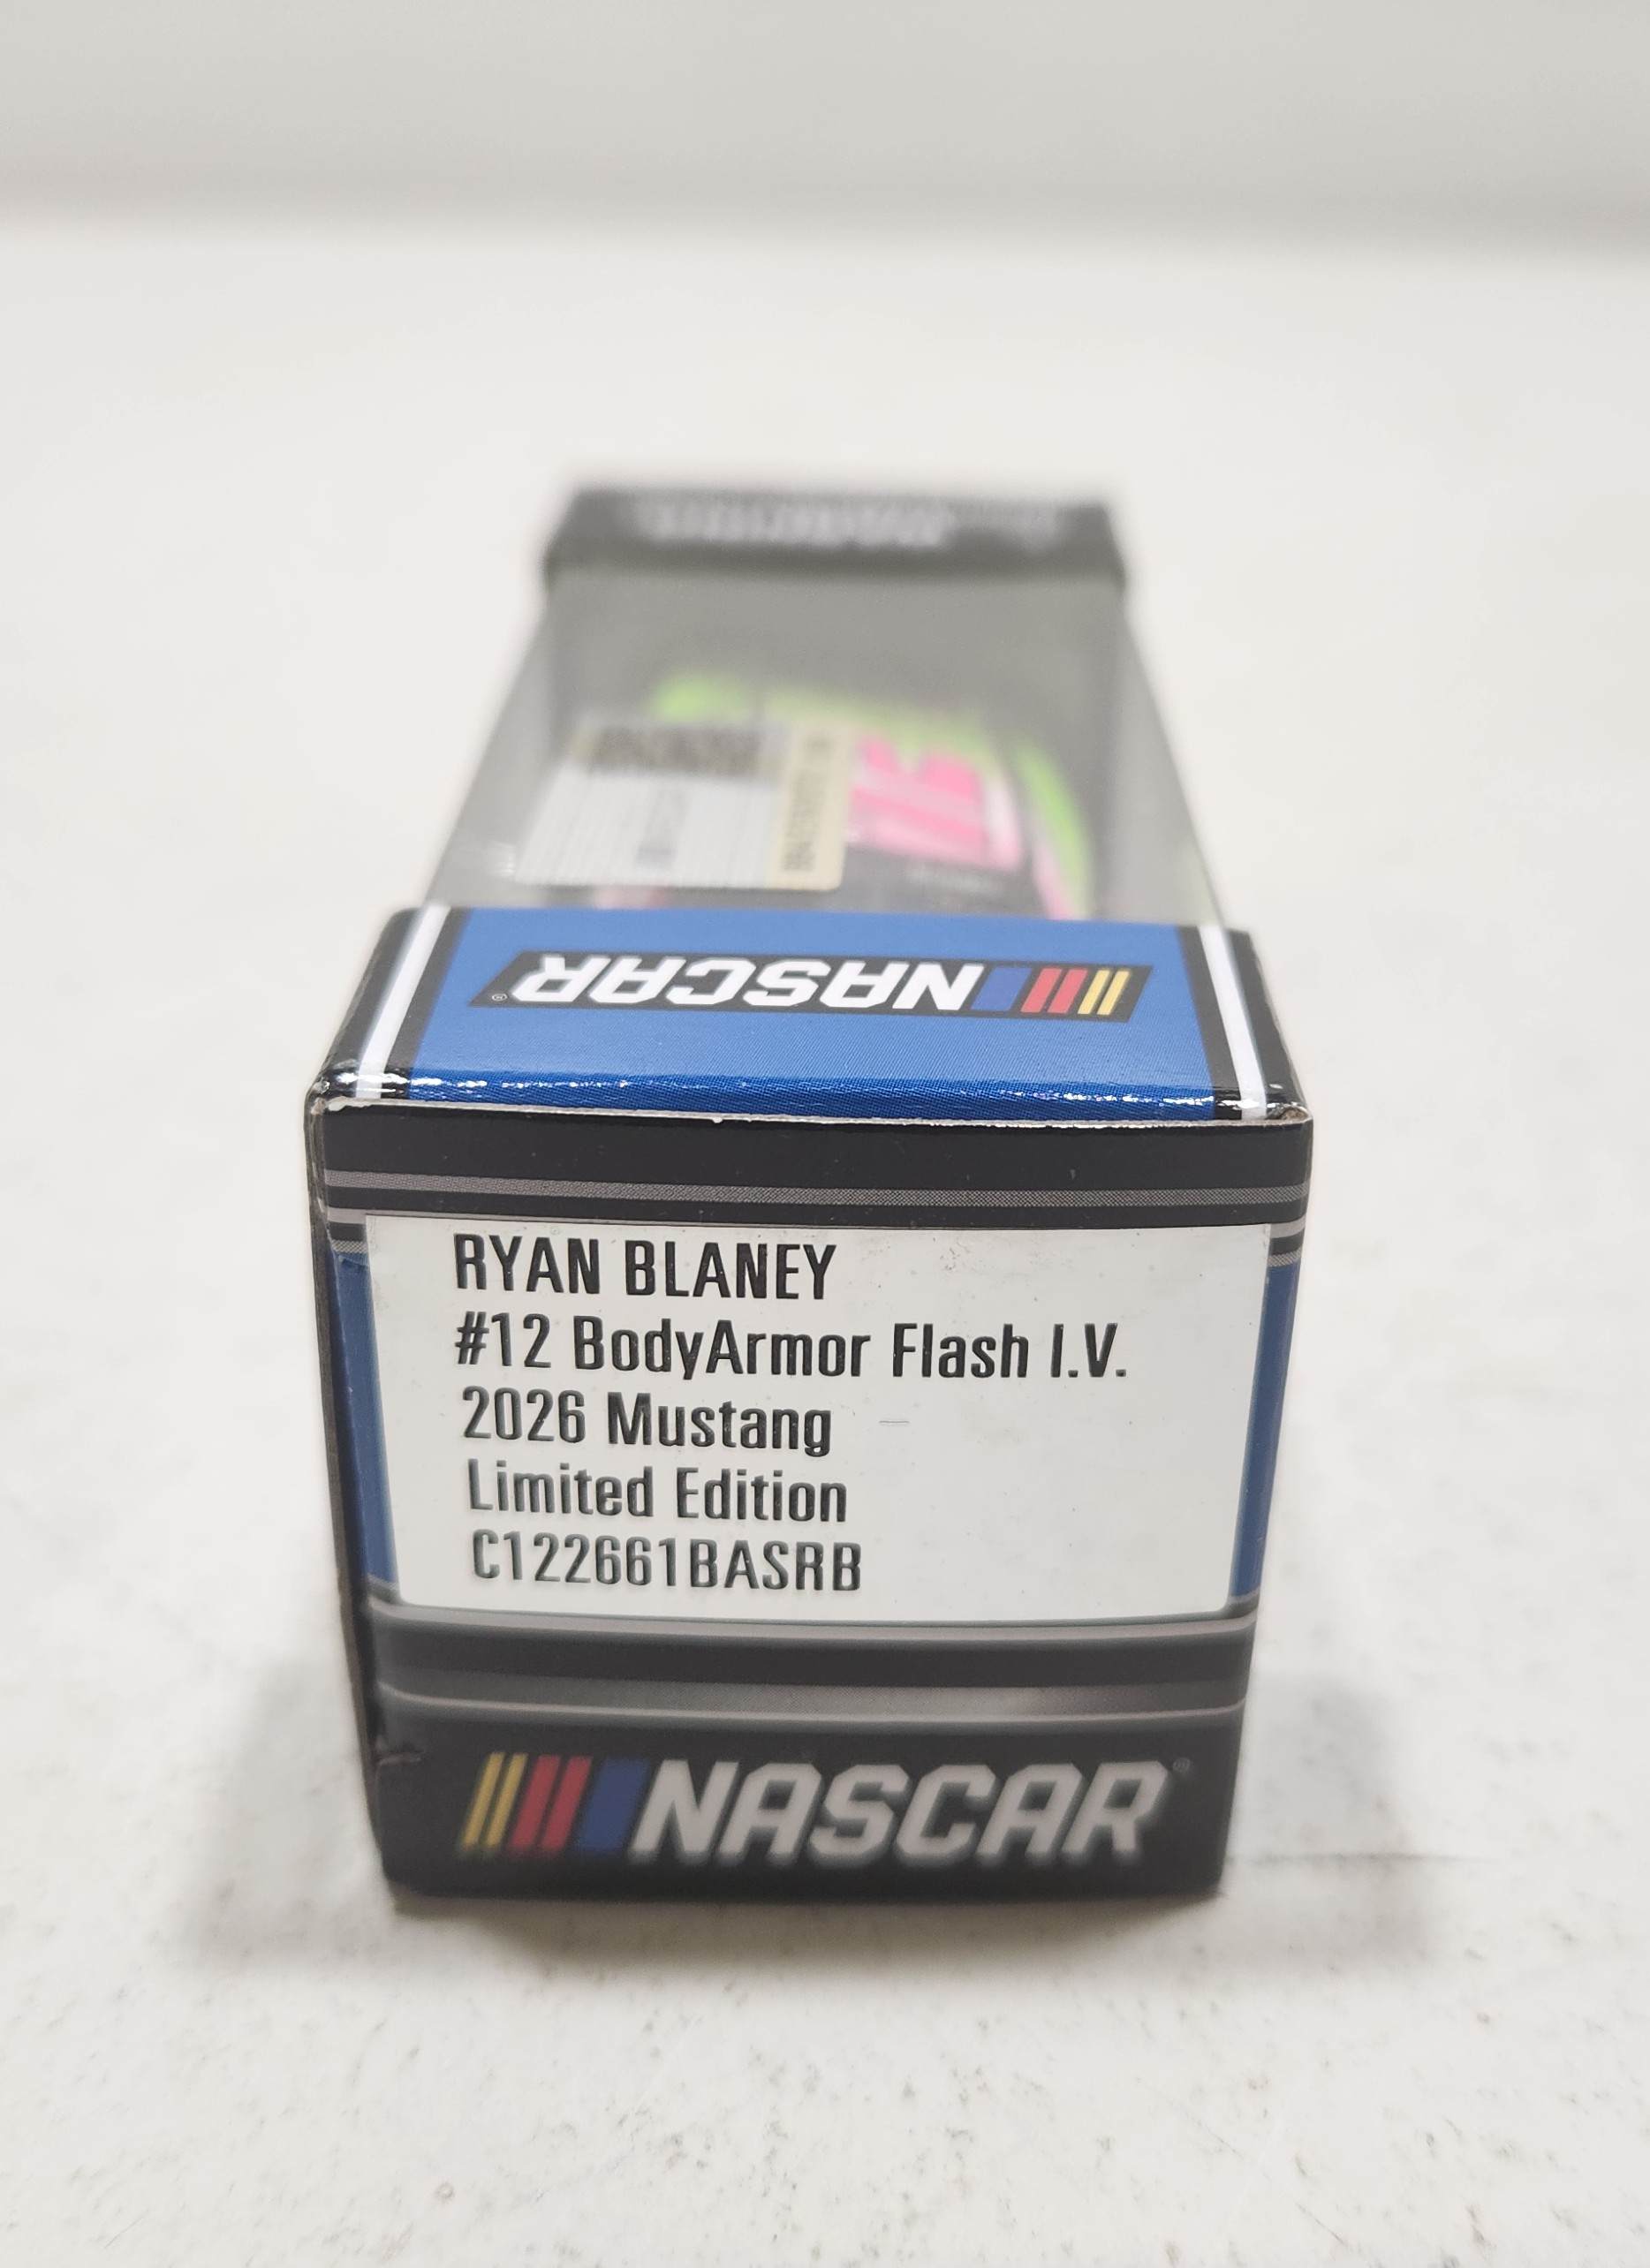 NASCAR
RYAN BLANEY
#12 BodyArmor Flash I.V.
2026 Mustang
Limited Edition
C122661BASRB
NASCAR